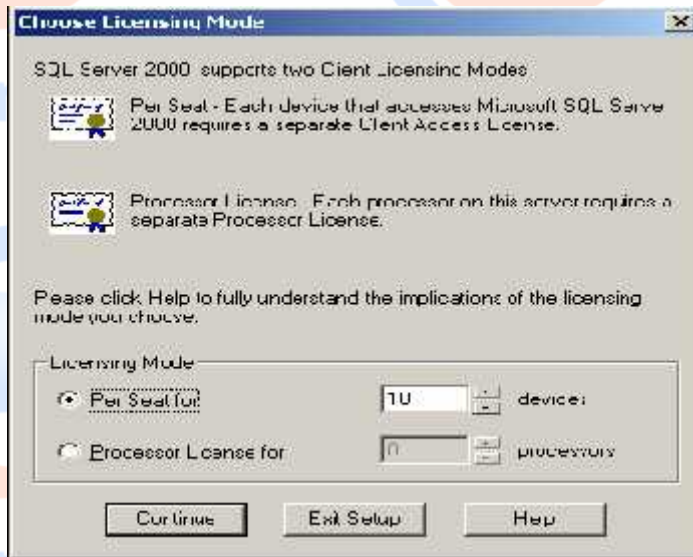 Choose Licensing Mode
SQL Server 2000 supports two Client Licensing Modes
Per Seat - Each device that accesses Microsoft SQL Serve
2000 requires a separate Client Access License.
Processor License - Each processor on this server requires a
separate Processor License.
Please click Help to fully understand the implications of the licensing
mode you choose.
Licensing Mode
Per Seat for
10
devices
Processor License for
0
processors
Continue
Exit Setup
Help